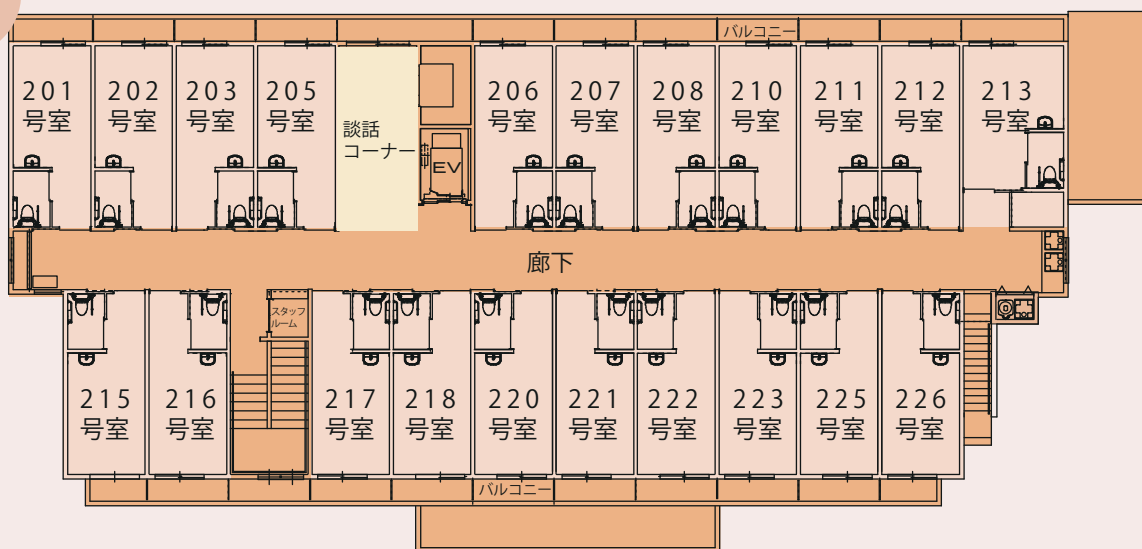 バルコニー
201
号室
202
号室
203
号室
205
号室
談話
コーナー
EV
206
号室
207
号室
208
号室
210
号室
211
号室
212
号室
213
号室
廊下
スタッフ
ルーム
215
号室
216
号室
217
号室
218
号室
220
号室
221
号室
222
号室
223
号室
225
号室
226
号室
バルコニー